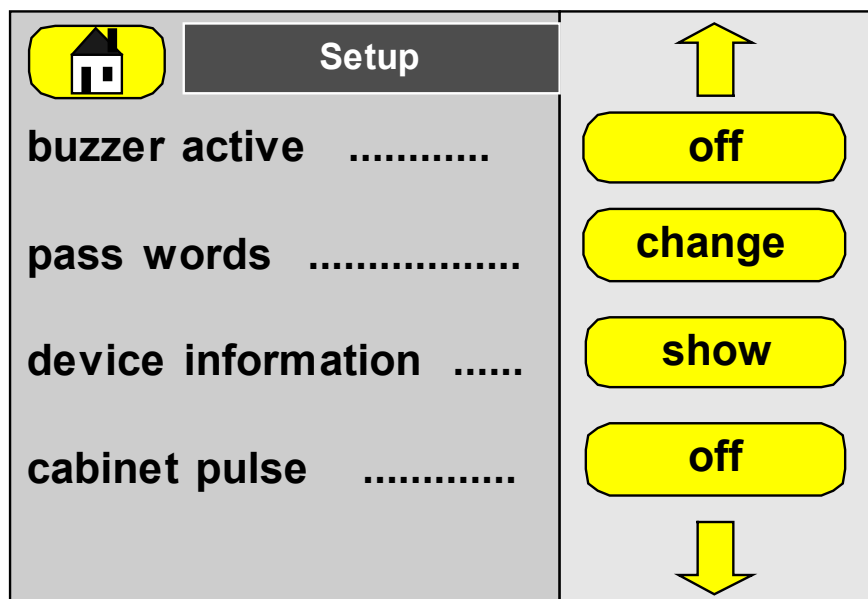 Setup
buzzer active ............ off
pass words .................. change
device information ...... show
cabinet pulse ............. off